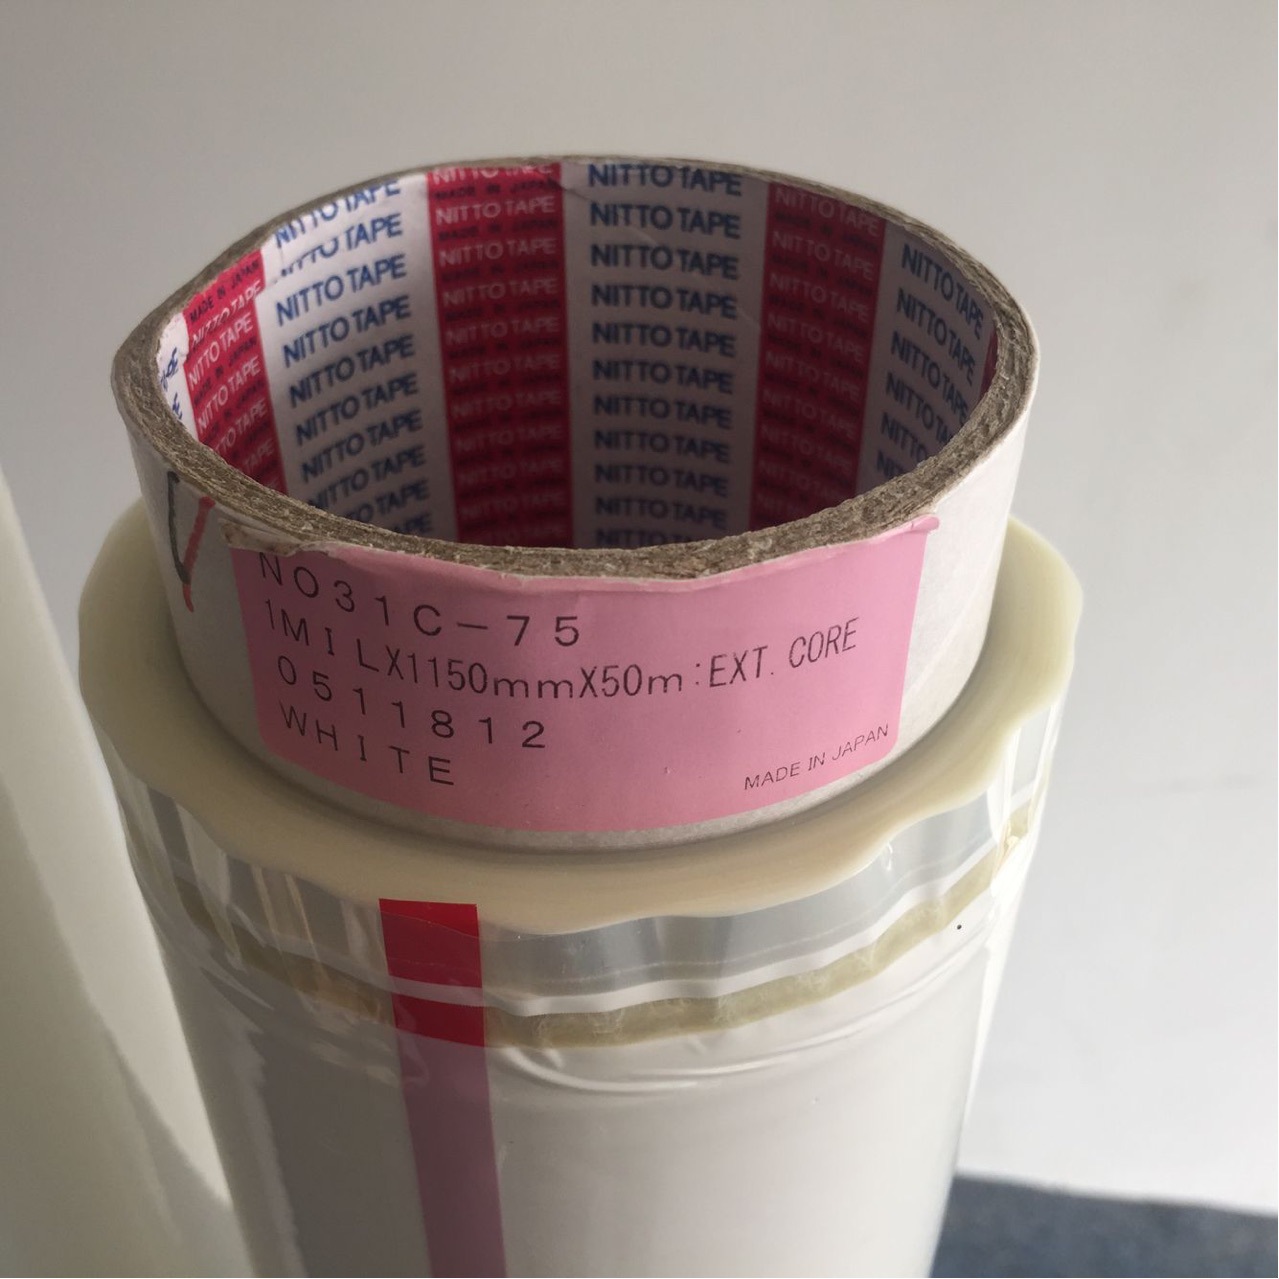 NITTO TAPE
MADE IN JAPAN
NO31C-75
1MILX1150mmX50m:EXT. CORE
0511812
WHITE
MADE IN JAPAN